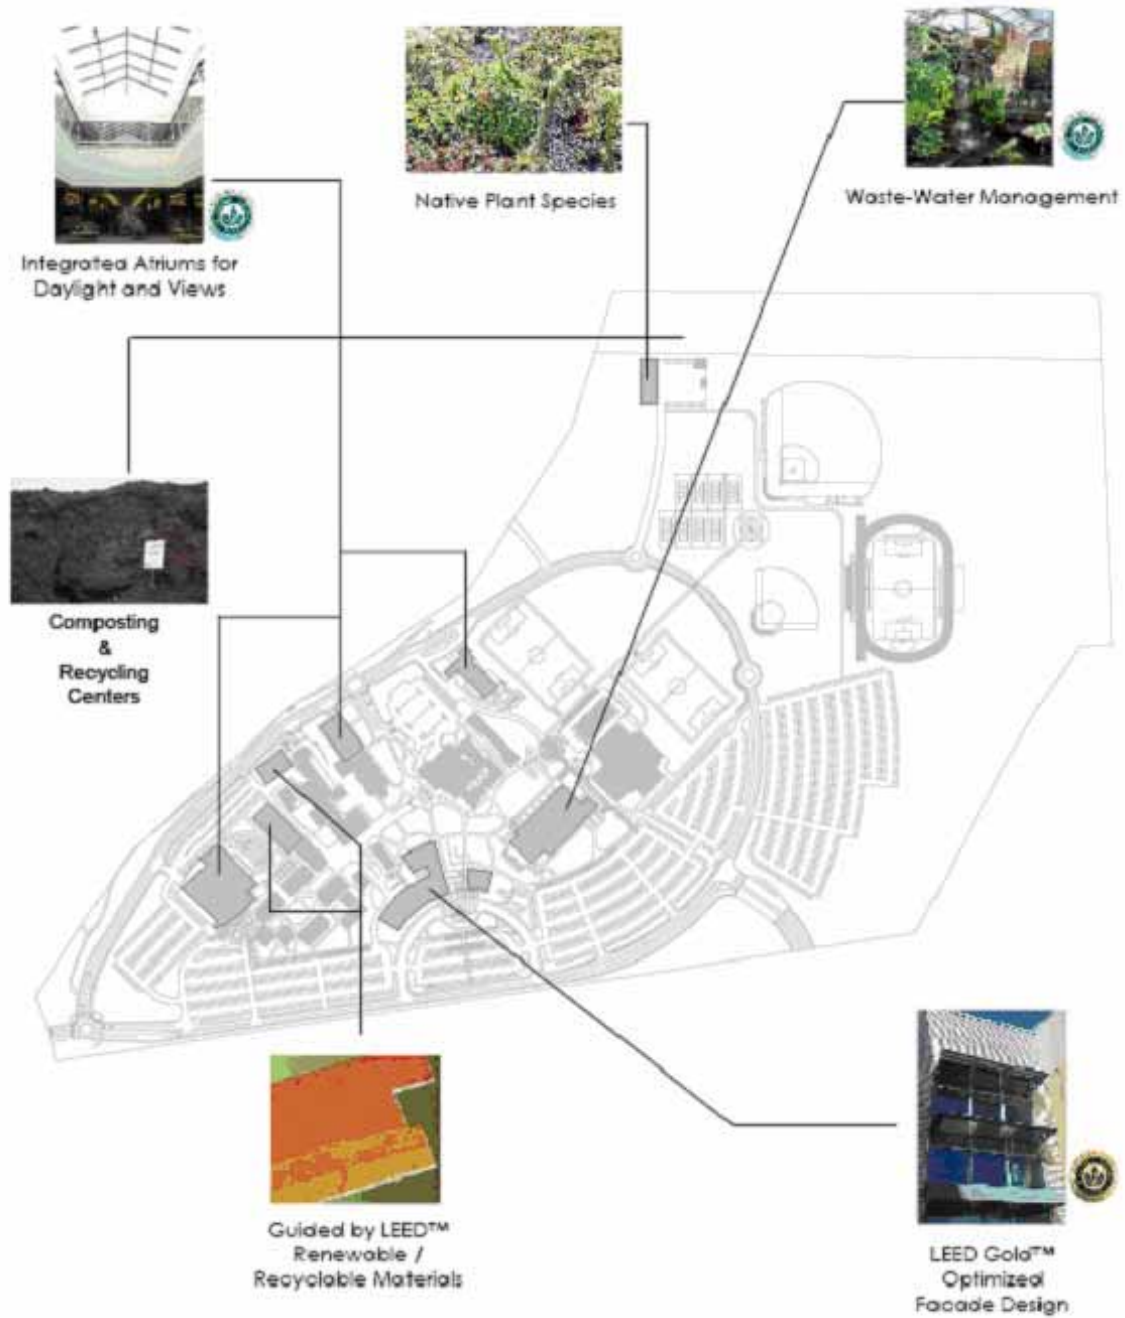 Native Plant Species
Waste-Water Management
Integrated Atriums for
Daylight and Views
Composting
&
Recycling
Centers
Guided by LEED™
Renewable /
Recyclable Materials
LEED Gold™
Optimized
Facade Design